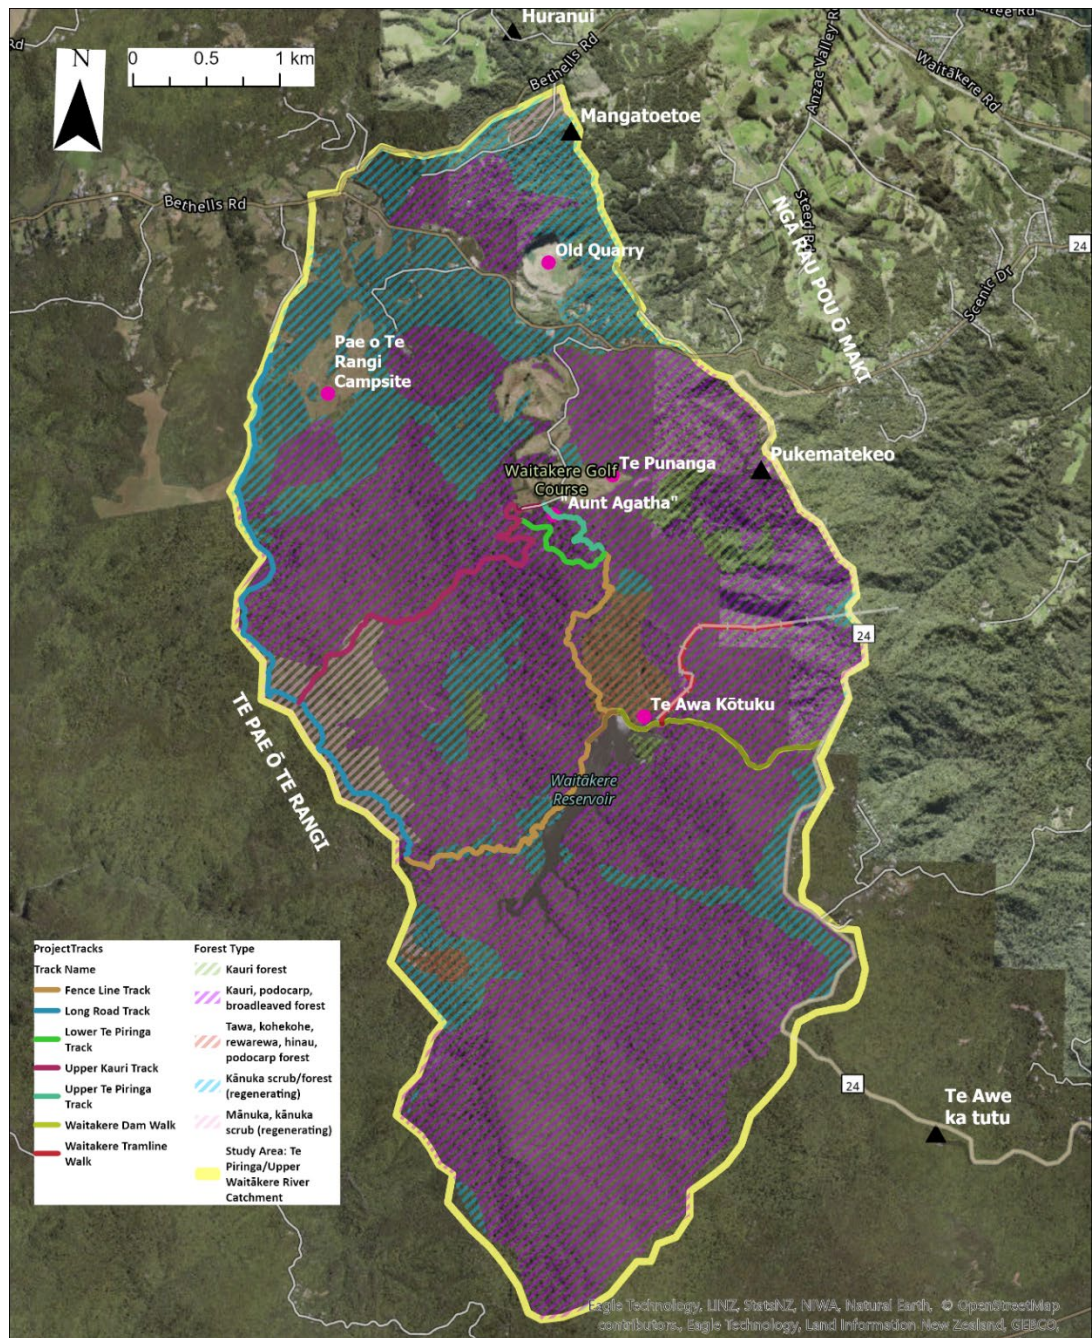 Huranui
Rd
N
0 0.5 1 km
Bethells Rd
Anzac Valley R
Waitākere Rd
Mangatoetoe
Bethells Rd
Steed Rd
NGĀ RAU POU Ō MAKI
24
Old Quarry
Scenic Dr
Pae o Te
Rangi
Campsite
Pukematekeo
Te Punanga
Waitakere Golf
Course
"Aunt Agatha"
24
TE PAE Ō TE RANGI
Te Awa Kōtuku
Waitākere
Reservoir
24
Te Awe
ka tutu
ProjectTracks
Track Name
Fence Line Track
Long Road Track
Lower Te Piringa
Track
Upper Kauri Track
Upper Te Piringa
Track
Waitakere Dam Walk
Waitakere Tramline
Walk
Forest Type
Kauri forest
Kauri, podocarp,
broadleaved forest
Tawa, kohekohe,
rewarewa, hinau,
podocarp forest
Kānuka scrub/forest
(regenerating)
Mānuka, kānuka
scrub (regenerating)
Study Area: Te
Piringa/Upper
Waitākere River
Catchment
Eagle Technology, LINZ, StatsNZ, NIWA, Natural Earth, © OpenStreetMap
contributors, Eagle Technology, Land Information New Zealand, GEBCO,